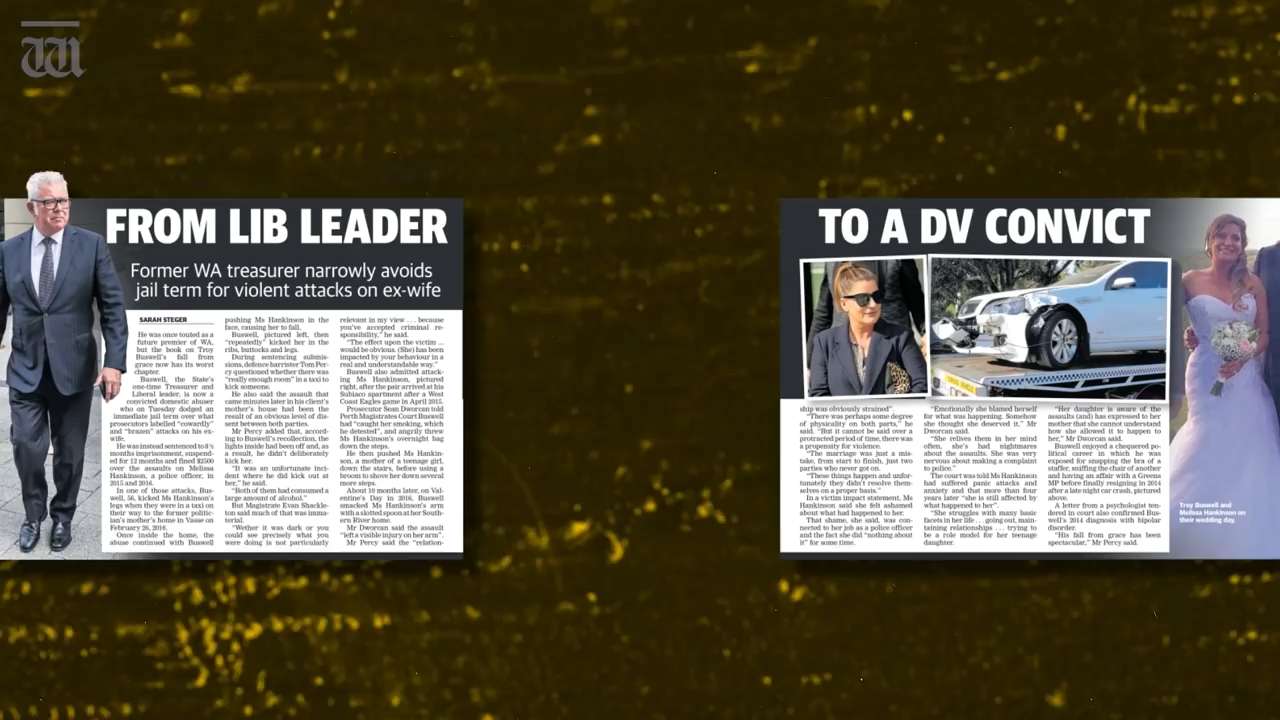 W
FROM LIB LEADER
Former WA treasurer narrowly avoids
jail term for violent attacks on ex-wife
SARAH STEGER
He was once touted as a
future premier of WA,
but the book on Troy
Buswell's fall from
grace now has its worst
chapter.
Buswell, the State's
one-time Treasurer and
Liberal leader, is now a
convicted domestic abuser
who on Tuesday dodged an
immediate jail term over what
prosecutors labelled "cowardly"
and "brazen" attacks on his ex-
wife.
He was instead sentenced to 8½
months imprisonment, suspend-
ed for 12 months and fined $2500
over the assaults on Melissa
Hankinson, a police officer, in
2015 and 2016.
In one of those attacks, Bus-
well, 56, kicked Ms Hankinson's
legs when they were in a taxi on
their way to the former politic-
ian's mother's home in Vasse on
February 26, 2016.
Once inside the home, the
abuse continued with Buswell
pushing Ms Hankinson in the
face, causing her to fall.
Buswell, pictured left, then
"repeatedly" kicked her in the
ribs, buttocks and legs.
During sentencing submis-
sions, defence barrister Tom Per-
cy questioned whether there was
"really enough room" in a taxi to
kick someone.
He also said the assault that
came minutes later in his client's
mother's house had been the
result of an obvious level of dis-
sent between both parties.
Mr Percy added that, accord-
ing to Buswell's recollection, the
lights inside had been off and, as
a result, he didn't deliberately
kick her.
"It was an unfortunate inci-
dent where he did kick out at
her," he said.
"Both of them had consumed a
large amount of alcohol."
But Magistrate Evan Shackle-
ton said much of that was imma-
terial.
"Wether it was dark or you
could see precisely what you
were doing is not particularly
relevant in my view . . . because
you've accepted criminal re-
sponsibility," he said.
"The effect upon the victim ...
would be obvious. (She) has been
impacted by your behaviour in a
real and understandable way."
Buswell also admitted attack-
ing Ms Hankinson, pictured
right, after the pair arrived at his
Subiaco apartment after a West
Coast Eagles game in April 2015.
Prosecutor Sean Dworcan told
Perth Magistrates Court Buswell
had "caught her smoking, which
he detested", and angrily threw
Ms Hankinson's overnight bag
down the steps.
He then pushed Ms Hankin-
son, a mother of a teenage girl,
down the stairs, before using a
broom to shove her down several
more steps.
About 10 months later, on Val-
entine's Day in 2016, Buswell
smacked Ms Hankinson's arm
with a slotted spoon at her South-
ern River home.
Mr Dworcan said the assault
"left a visible injury on her arm".
Mr Percy said the "relation-
TO A DV CONVICT
ship was obviously strained".
"There was perhaps some degree
of physicality on both parts," he
said. "But it cannot be said over a
protracted period of time, there was
a propensity for violence.
"The marriage was just a mis-
take, from start to finish, just two
parties who never got on.
"These things happen and unfor-
tunately they didn't resolve them-
selves on a proper basis."
In a victim impact statement, Ms
Hankinson said she felt ashamed
about what had happened to her.
That shame, she said, was con-
nected to her job as a police officer
and the fact she did "nothing about
it" for some time.
"Emotionally she blamed herself
for what was happening. Somehow
she thought she deserved it," Mr
Dworcan said.
"She relives them in her mind
often, she's had nightmares
about the assaults. She was very
nervous about making a complaint
to police."
The court was told Ms Hankinson
had suffered panic attacks and
anxiety and that more than four
years later "she is still affected by
what happened to her".
"She struggles with many basic
facets in her life . . . going out, main-
taining relationships . . . trying to
be a role model for her teenage
daughter.
"Her daughter is aware of the
assaults (and) has expressed to her
mother that she cannot understand
how she allowed it to happen to
her," Mr Dworcan said.
Buswell enjoyed a chequered po-
litical career in which he was
exposed for snapping the bra of a
staffer, sniffing the chair of another
and having an affair with a Greens
MP before finally resigning in 2014
after a late night car crash, pictured
above.
A letter from a psychologist ten-
dered in court also confirmed Bus-
well's 2014 diagnosis with bipolar
disorder.
"His fall from grace has been
spectacular," Mr Percy said.
Troy Buswell and
Melissa Hankinson on
their wedding day.